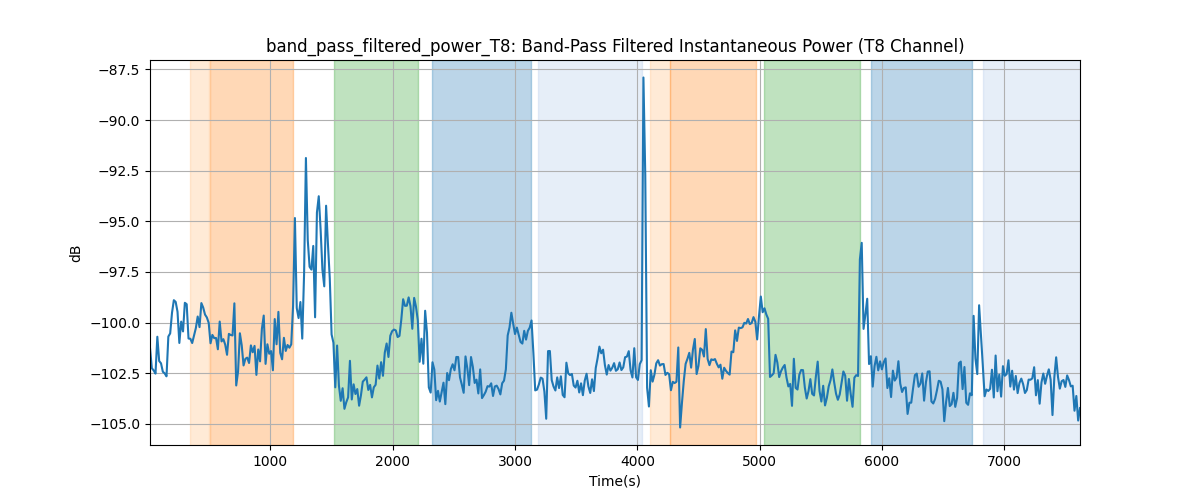 band_pass_filtered_power_T8: Band-Pass Filtered Instantaneous Power (T8 Channel)
−87.5
−90.0
−92.5
−95.0
−97.5
−100.0
−102.5
−105.0
dB
1000 2000 3000 4000 5000 6000 7000
Time(s)